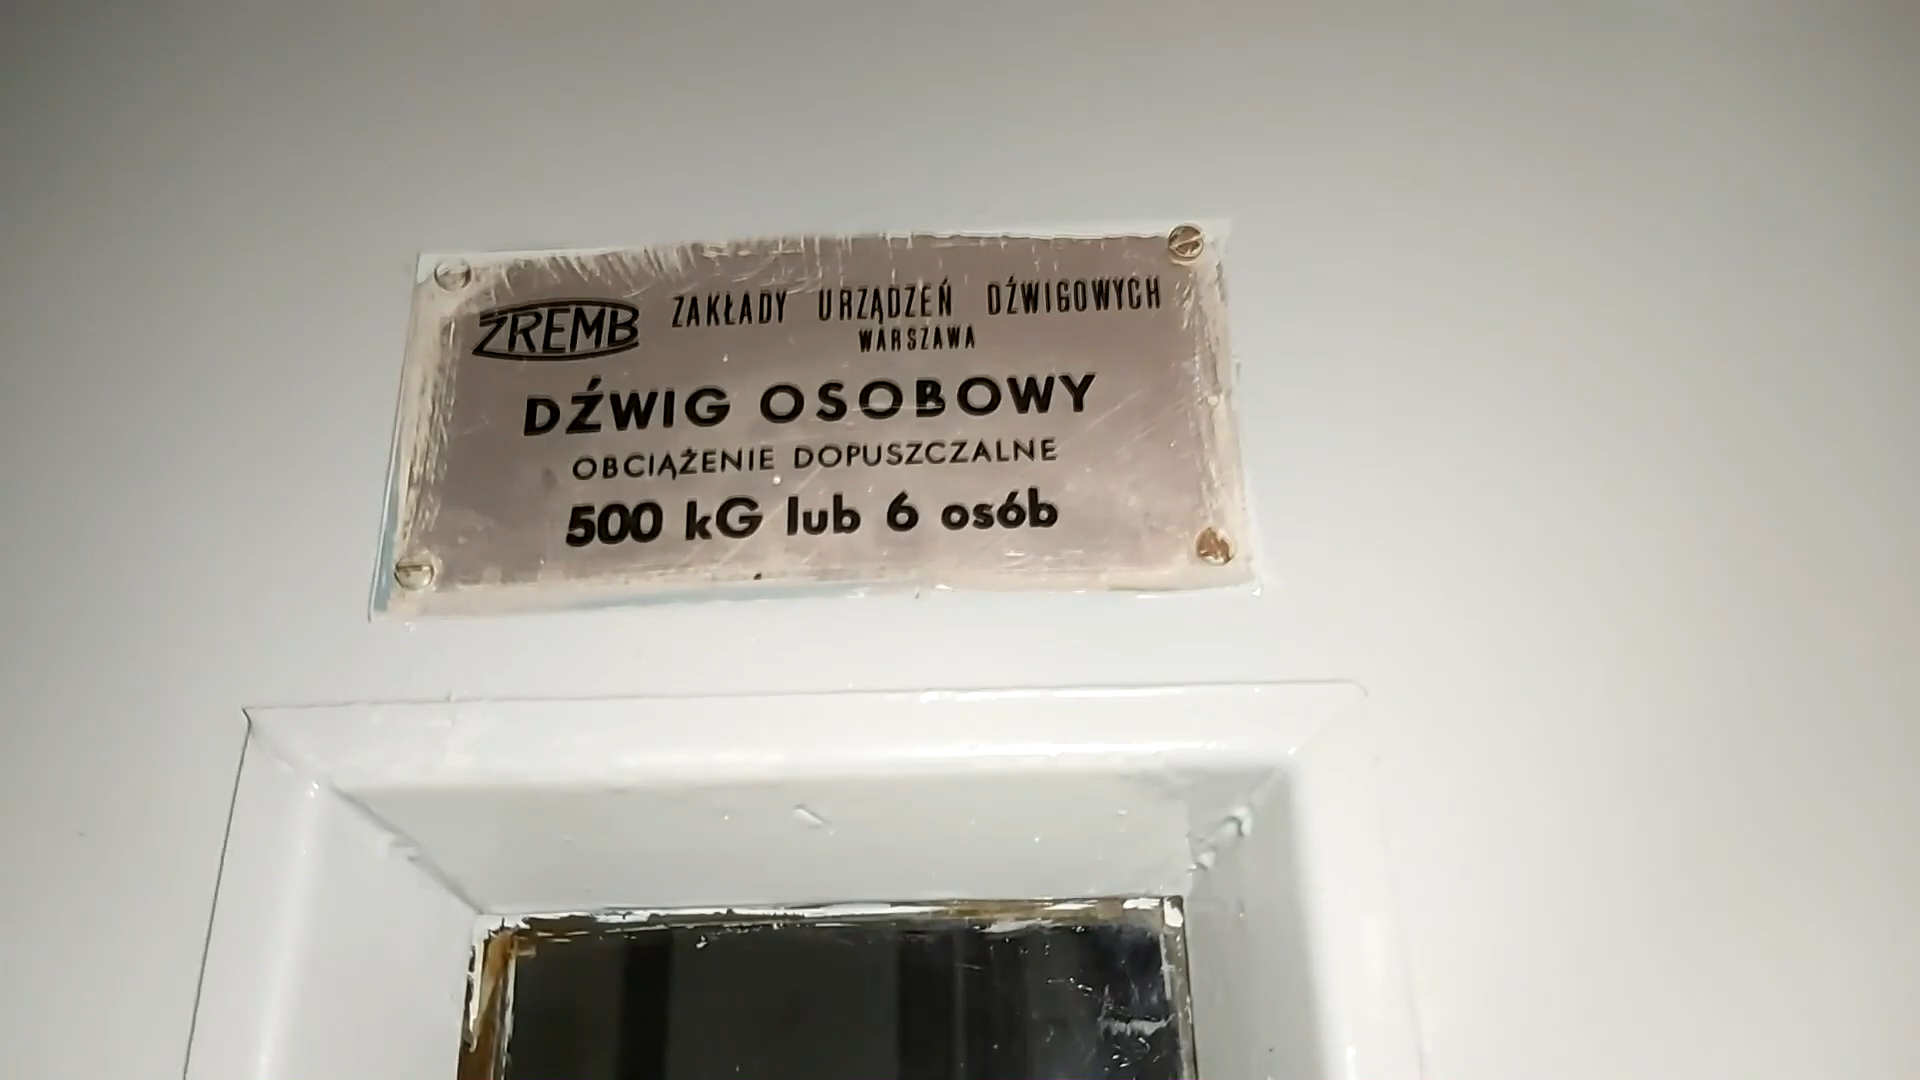 ZREMB ZAKŁADY URZĄDZEŃ DŹWIGOWYCH
WARSZAWA
DŹWIG OSOBOWY
OBCIĄŻENIE DOPUSZCZALNE
500 kG lub 6 osób